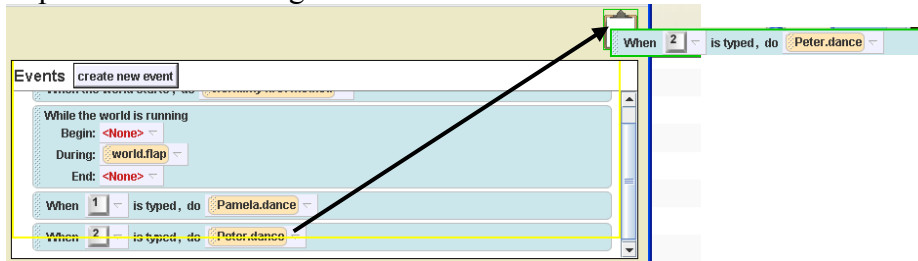 When 2 is typed, do Peter.dance
Events create new event
While the world is running
Begin: <None>
During: world.flap
End: <None>
When 1 is typed, do Pamela.dance
When 2 is typed, do Peter.dance